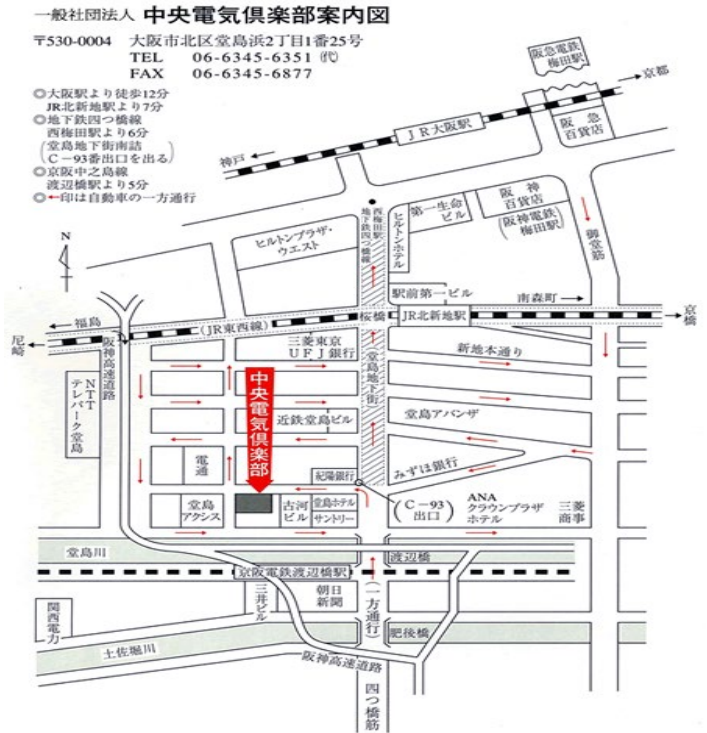 一般社団法人 中央電気倶楽部案内図
〒530-0004 大阪市北区堂島浜2丁目1番25号
TEL 06-6345-6351 ㈹
FAX 06-6345-6877
◎大阪駅より徒歩12分
JR北新地駅より7分
◎地下鉄四つ橋線
西梅田駅より6分
(堂島地下街南詰
C-93番出口を出る)
◎京阪中之島線
渡辺橋駅より5分
◎←印は自動車の一方通行
阪急電鉄
梅田駅
京都
JR大阪駅
阪急
百貨店
神戸
N
ヒルトンプラザ・
ウエスト
西梅田駅
地下鉄四つ橋線
ヒルトンホテル
第一生命
ビル
阪神
百貨店
(阪神電鉄
梅田駅)
御堂筋
駅前第一ビル
南森町
福島
(JR東西線)
桜橋
JR北新地駅
京橋
尼崎
阪神高速道路
三菱東京
UFJ銀行
堂島地下街
新地本通り
NTT
テレパーク堂島
中央電気倶楽部
近鉄堂島ビル
堂島アバンザ
電通
紀陽銀行
みずほ銀行
堂島
アクシス
古河
ビル
堂島ホテル
サントリー
(C-93
出口)
ANA
クラウンプラザ
ホテル
三菱
商事
堂島川
渡辺橋
京阪電鉄渡辺橋駅
関西電力
三井ビル
朝日
新聞
(一方通行)
肥後橋
土佐堀川
阪神高速道路
四つ橋筋